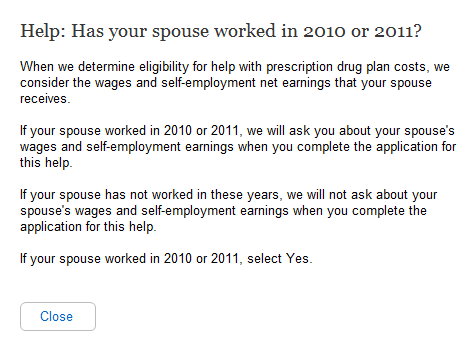 Help: Has your spouse worked in 2010 or 2011?
When we determine eligibility for help with prescription drug plan costs, we
consider the wages and self-employment net earnings that your spouse
receives.
If your spouse worked in 2010 or 2011, we will ask you about your spouse's
wages and self-employment earnings when you complete the application for
this help.
If your spouse has not worked in these years, we will not ask about your
spouse's wages and self-employment earnings when you complete the
application for this help.
If your spouse worked in 2010 or 2011, select Yes.
Close